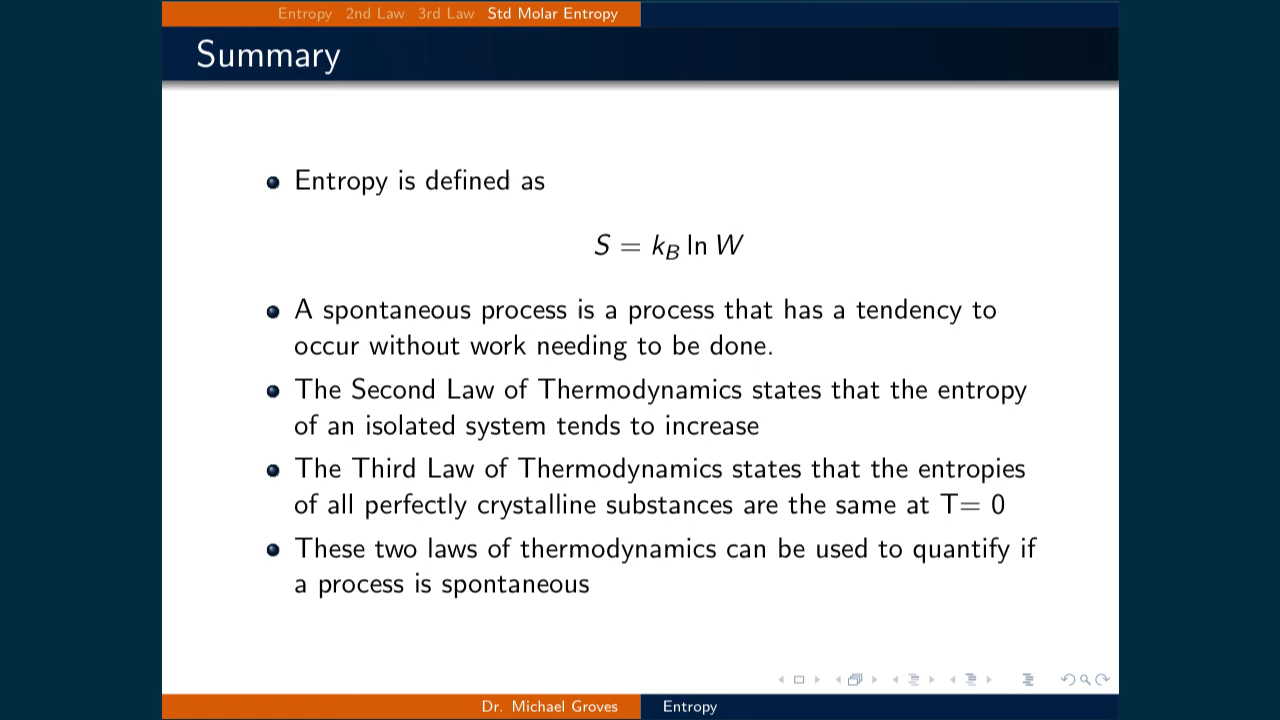 Entropy 2nd Law 3rd Law Std Molar Entropy
Summary
Entropy is defined as
S = k_B ln W
A spontaneous process is a process that has a tendency to
occur without work needing to be done.
The Second Law of Thermodynamics states that the entropy
of an isolated system tends to increase
The Third Law of Thermodynamics states that the entropies
of all perfectly crystalline substances are the same at T= 0
These two laws of thermodynamics can be used to quantify if
a process is spontaneous
Dr. Michael Groves Entropy